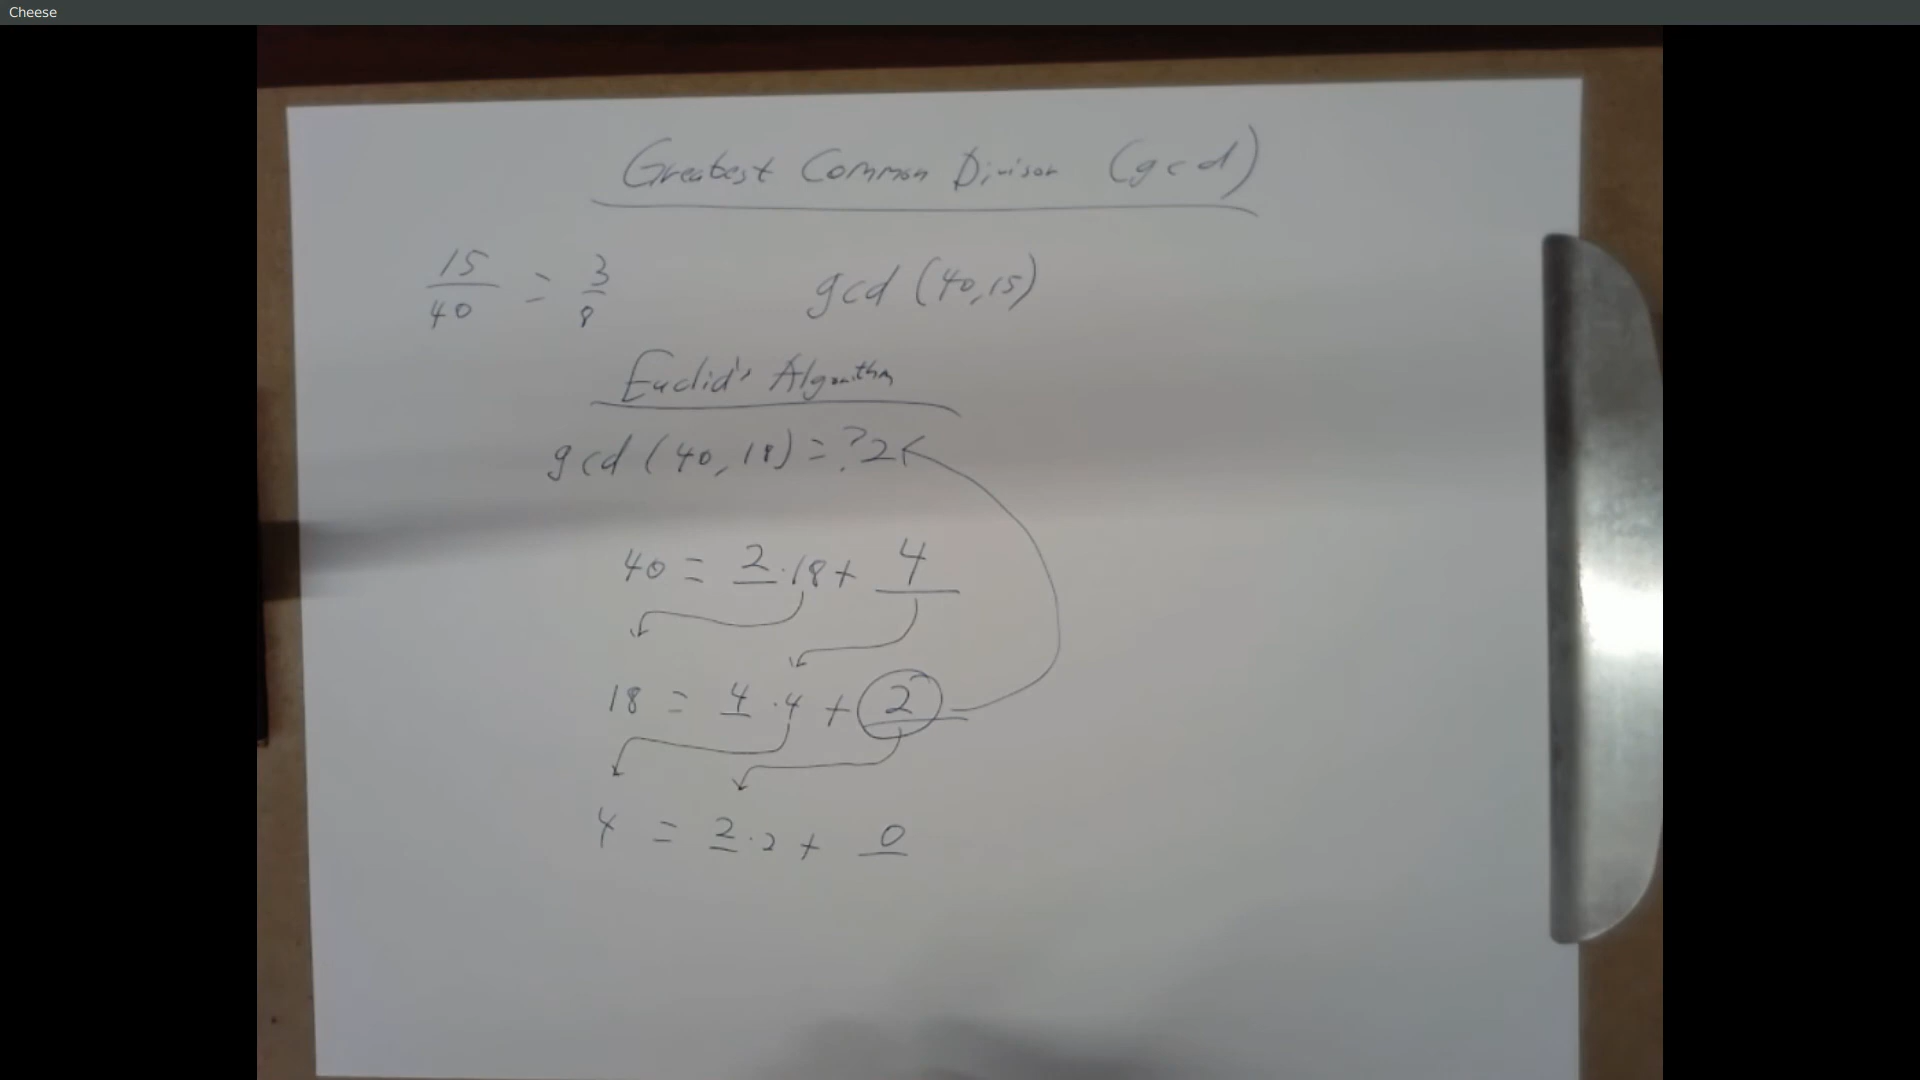 Cheese
Greatest Common Divisor (gcd)
15/40 = 3/8 gcd (40,15)
Euclid's Algorithm
gcd (40, 18) = ? 2
40 = 2 · 18 + 4
18 = 4 · 4 + 2
4 = 2 · 2 + 0